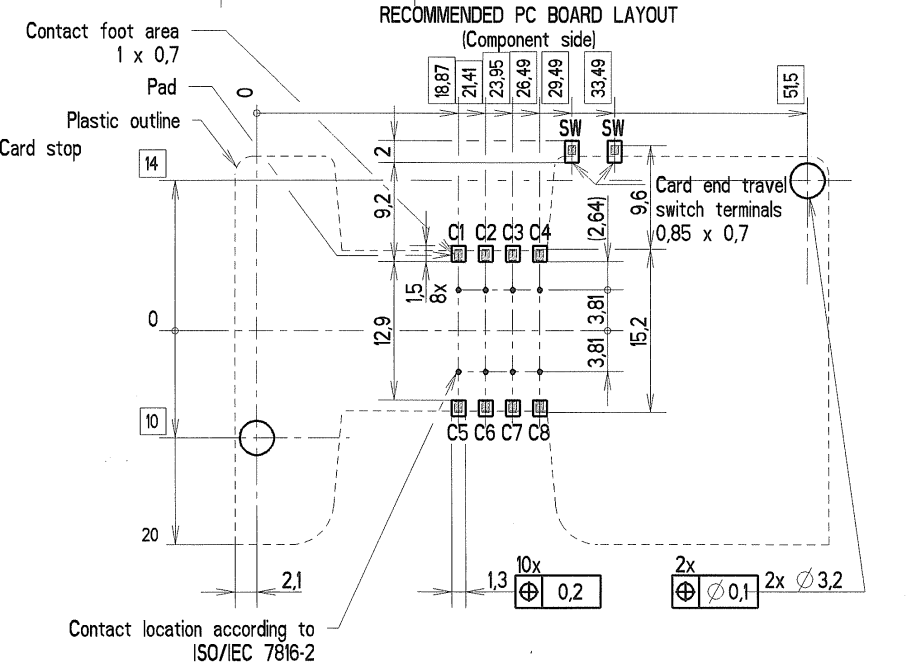 RECOMMENDED PC BOARD LAYOUT
(Component side)
Contact foot area
1 x 0,7
Pad
Plastic outline
Card stop
0
18,87
21,41
23,95
26,49
29,49
33,49
51,5
SW SW
2
14
9,2
Card end travel
switch terminals
0,85 x 0,7
9,6
(2,64)
C1 C2 C3 C4
1,5
8x
0
12,9
3,81
3,81
15,2
10
C5 C6 C7 C8
20
2,1
1,3
10x
⌖ 0,2
2x
⌖ ∅ 0,1
2x ∅ 3,2
Contact location according to
ISO/IEC 7816-2